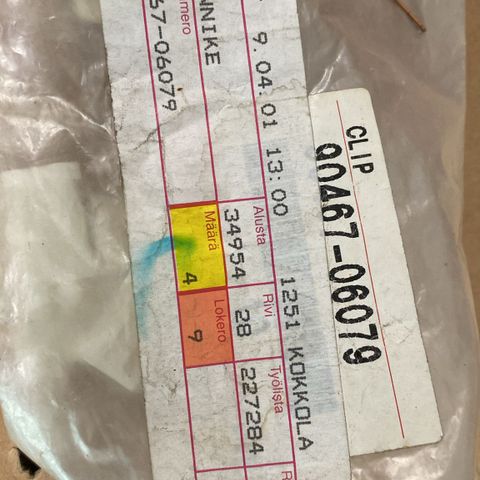 CLIP
90467-06079
9.04.01 13:00
1251 KOKKOLA
NNIKE
Alusta
34954
Rivi
28
Työlista
227284
R
mero
67-06079
Määrä
4
Lokero
9